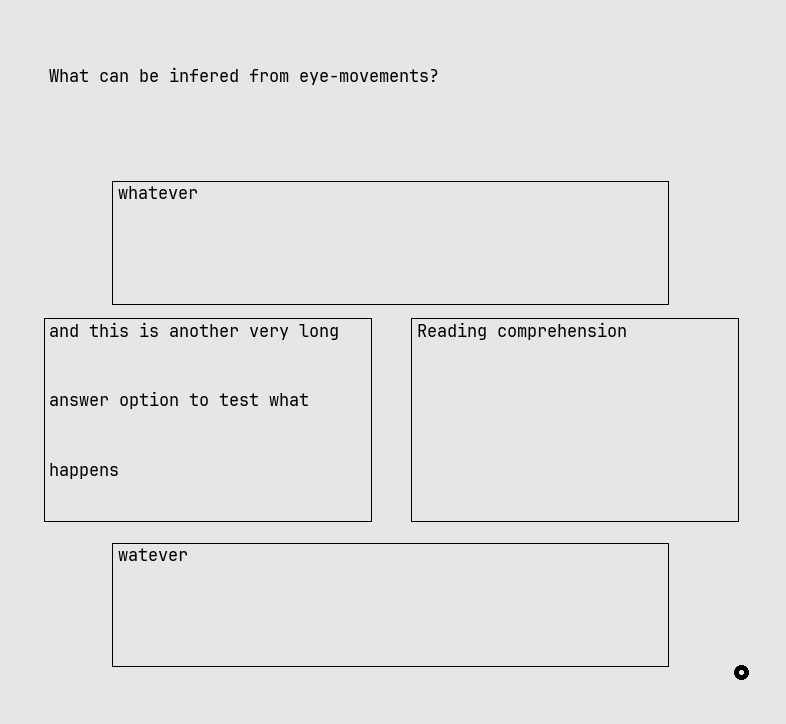 What can be infered from eye-movements?
whatever
and this is another very long
answer option to test what
happens
Reading comprehension
watever